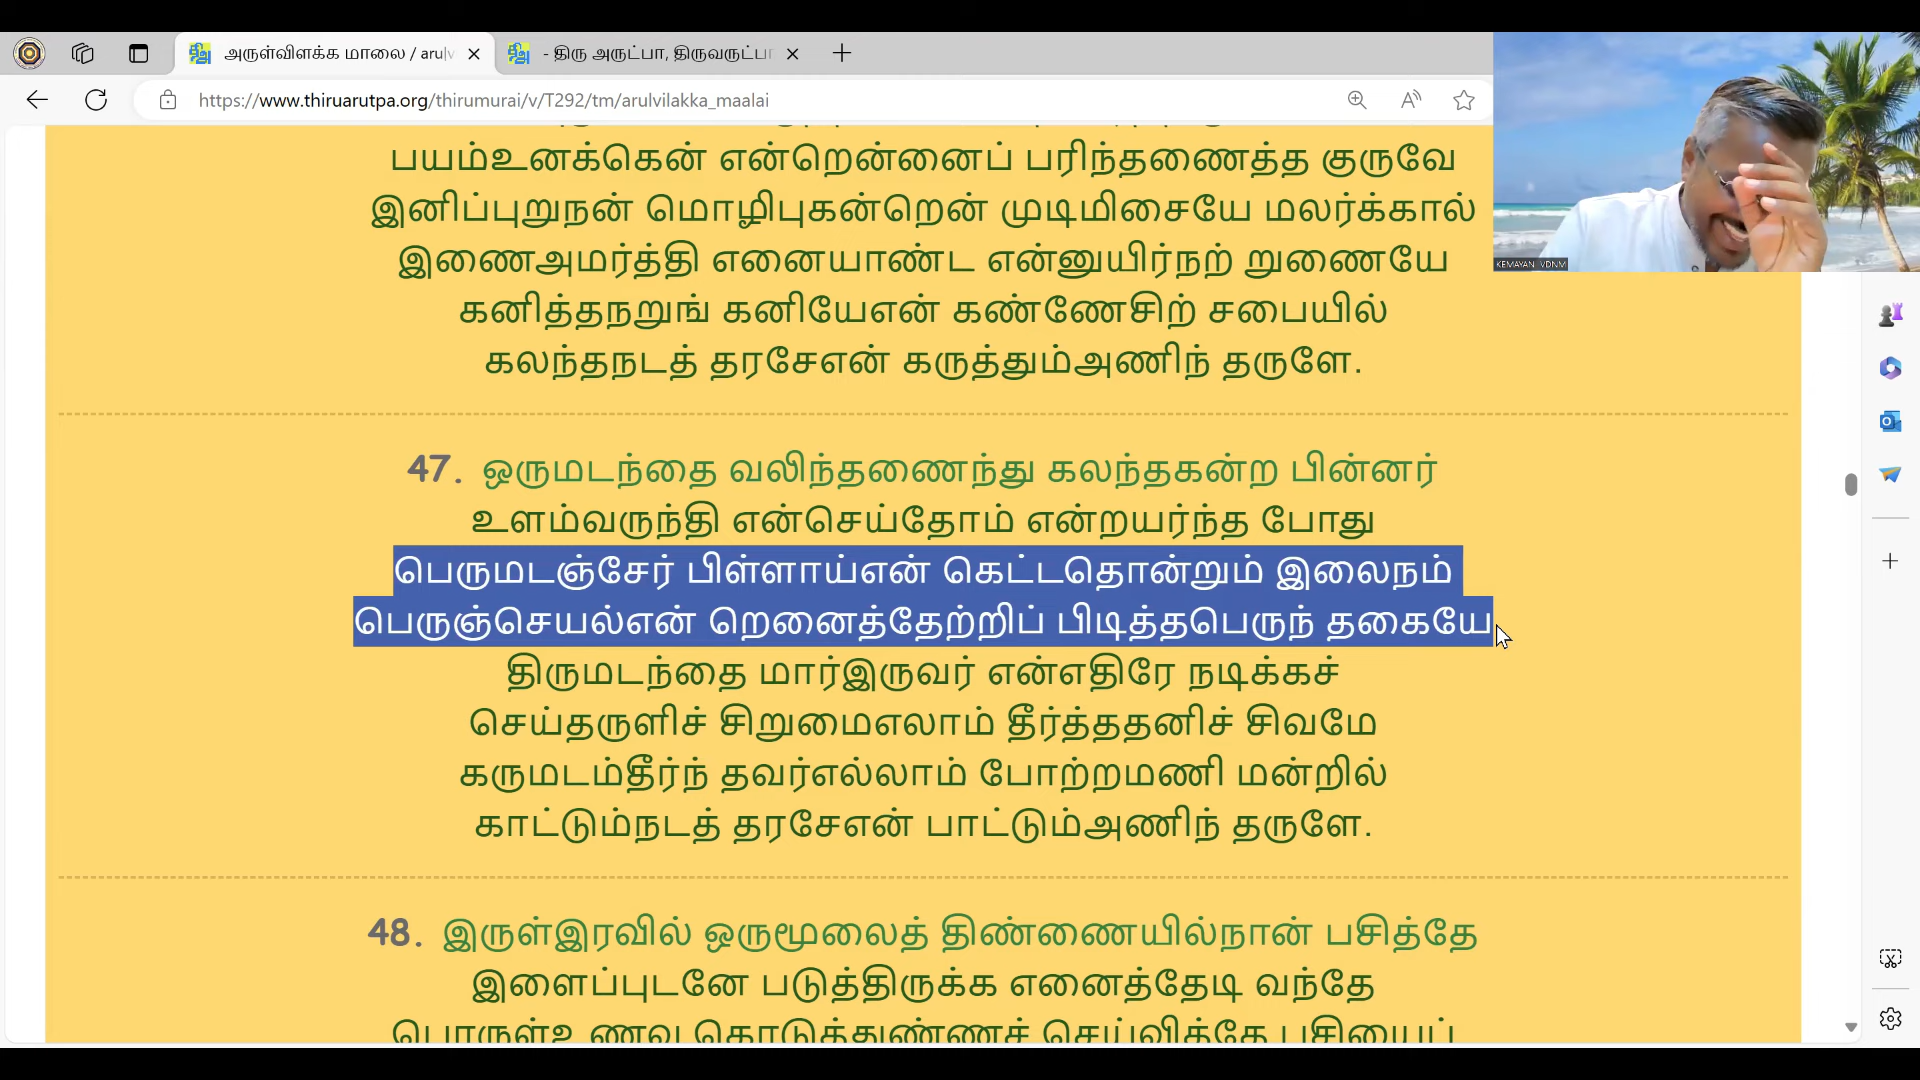 அருள்விளக்க மாலை / arulv
- திரு அருட்பா, திருவருட்பா
https://www.thiruarutpa.org/thirumurai/v/T292/tm/arulvilakka_maalai
பயம்உனக்கென் என்றென்னைப் பரிந்தணைத்த குருவே
இனிப்புறுநன் மொழிபுகன்றென் முடிமிசையே மலர்க்கால்
இணைஅமர்த்தி எனையாண்ட என்னுயிர்நற் றுணையே
கனித்தநறுங் கனியேஎன் கண்ணேசிற் சபையில்
கலந்தநடத் தரசேஎன் கருத்தும்அணிந் தருளே.
47. ஒருமடந்தை வலிந்தணைந்து கலந்தகன்ற பின்னர்
உளம்வருந்தி என்செய்தோம் என்றயர்ந்த போது
பெருமடஞ்சேர் பிள்ளாய்என் கெட்டதொன்றும் இலைநம்
பெருஞ்செயல்என் றெனைத்தேற்றிப் பிடித்தபெருந் தகையே
திருமடந்தை மார்இருவர் என்எதிரே நடிக்கச்
செய்தருளிச் சிறுமைஎலாம் தீர்த்ததனிச் சிவமே
கருமடம்தீர்ந் தவர்எல்லாம் போற்றமணி மன்றில்
காட்டும்நடத் தரசேஎன் பாட்டும்அணிந் தருளே.
48. இருள்இரவில் ஒருமூலைத் திண்ணையில்நான் பசித்தே
இளைப்புடனே படுத்திருக்க எனைத்தேடி வந்தே
பொருள்உணவு கொடுத்துண்ணச் செய்வித்தே பசியைப்
KEMAYAN_VDNM